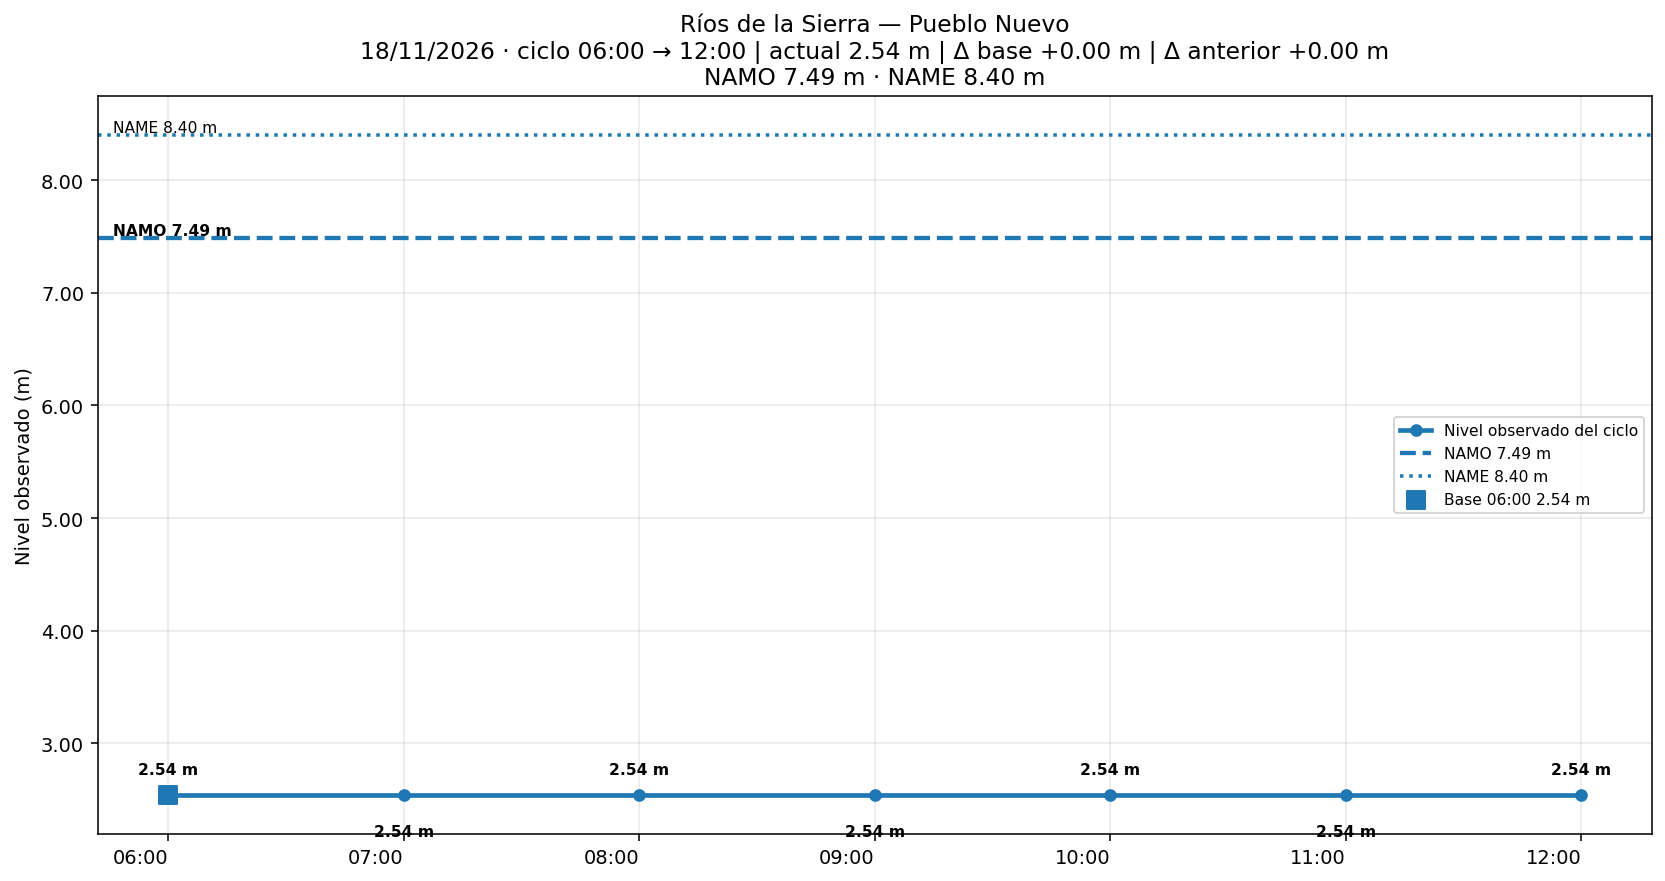 Ríos de la Sierra — Pueblo Nuevo
18/11/2026 · ciclo 06:00 → 12:00 | actual 2.54 m | Δ base +0.00 m | Δ anterior +0.00 m
NAMO 7.49 m · NAME 8.40 m
NAME 8.40 m
8.00
NAMO 7.49 m
7.00
6.00
Nivel observado (m)
Nivel observado del ciclo
NAMO 7.49 m
NAME 8.40 m
Base 06:00 2.54 m
5.00
4.00
3.00
2.54 m 2.54 m 2.54 m 2.54 m
2.54 m 2.54 m 2.54 m
06:00 07:00 08:00 09:00 10:00 11:00 12:00